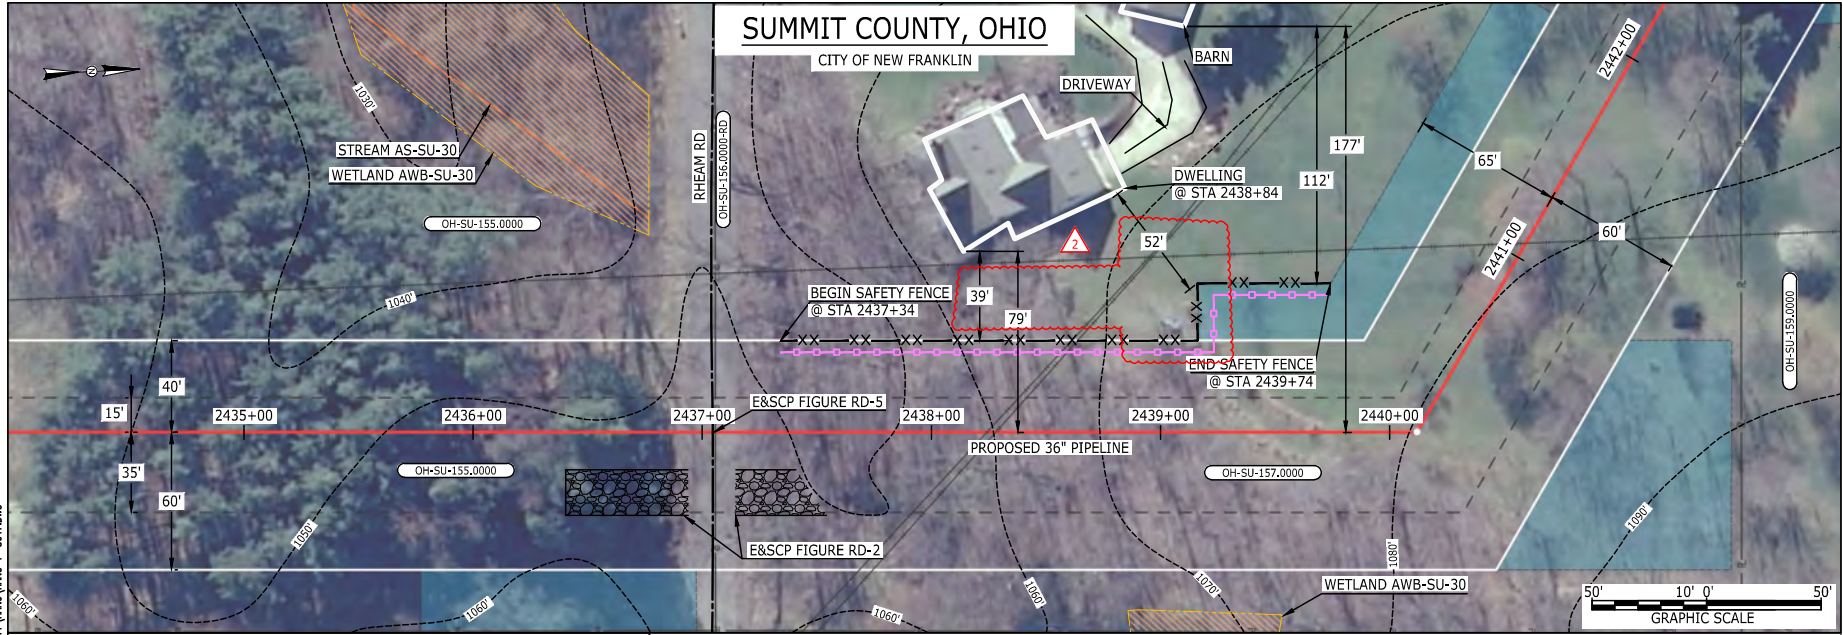 SUMMIT COUNTY, OHIO
CITY OF NEW FRANKLIN
N
1030'
STREAM AS-SU-30
WETLAND AWB-SU-30
OH-SU-155.0000
RHEAM RD
OH-SU-156.0000-RD
DRIVEWAY
BARN
DWELLING
@ STA 2438+84
177'
112'
65'
60'
2442+00
2441+00
2
52'
39'
79'
BEGIN SAFETY FENCE
@ STA 2437+34
END SAFETY FENCE
@ STA 2439+74
OH-SU-159.0000
1040'
40'
15'
35'
60'
2435+00
2436+00
2437+00
2438+00
2439+00
2440+00
E&SCP FIGURE RD-5
PROPOSED 36" PIPELINE
OH-SU-155.0000
OH-SU-157.0000
E&SCP FIGURE RD-2
1050'
1060'
1060'
1060'
1060'
1070'
1080'
1090'
WETLAND AWB-SU-30
50' 10' 0' 50'
GRAPHIC SCALE